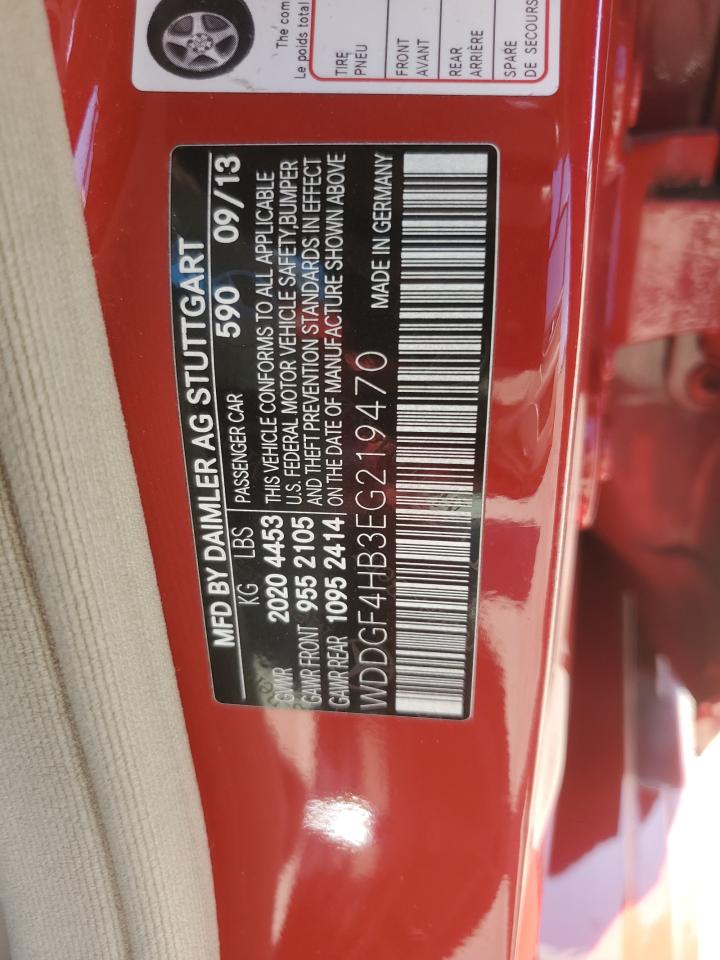 The com
Le poids total
TIRE
PNEU
FRONT
AVANT
REAR
ARRIÈRE
SPARE
DE SECOURS
MFD BY DAIMLER AG STUTTGART
KG LBS PASSENGER CAR 590 09/13
GVWR 2020 4453 THIS VEHICLE CONFORMS TO ALL APPLICABLE
U.S. FEDERAL MOTOR VEHICLE SAFETY,BUMPER
GAWR FRONT 955 2105 AND THEFT PREVENTION STANDARDS IN EFFECT
GAWR REAR 1095 2414 ON THE DATE OF MANUFACTURE SHOWN ABOVE
WDDGF4HB3EG219470 MADE IN GERMANY